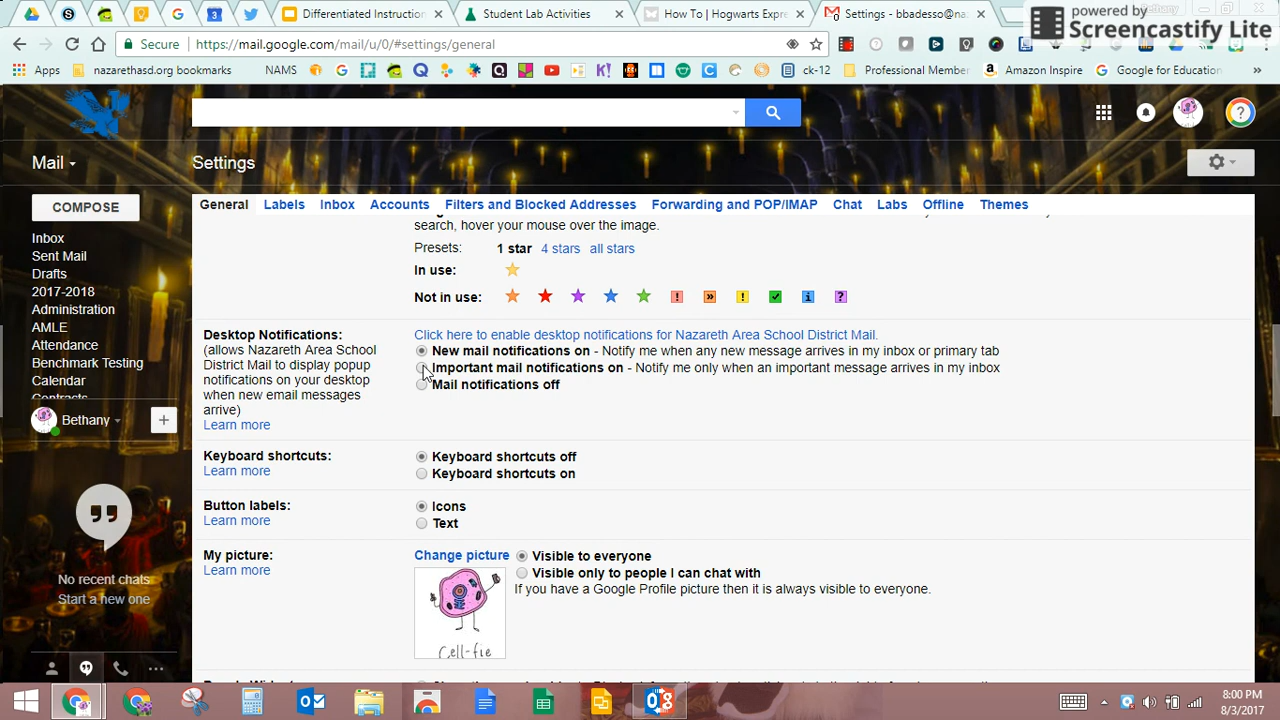 Differentiated Instruction
Student Lab Activities
How To | Hogwarts Expr
Settings - bbadesso@na
powered by
Screencastify Lite
Secure
https://mail.google.com/mail/u/0/#settings/general
Apps
nazarethasd.org bookmarks
NAMS
ck-12
Professional Member
Amazon Inspire
Google for Education
Mail
Settings
COMPOSE
General
Labels
Inbox
Accounts
Filters and Blocked Addresses
Forwarding and POP/IMAP
Chat
Labs
Offline
Themes
Inbox
Sent Mail
Drafts
2017-2018
Administration
AMLE
Attendance
Benchmark Testing
Calendar
Bethany
No recent chats
Start a new one
search, hover your mouse over the image.
Presets: 1 star 4 stars all stars
In use:
Not in use:
Desktop Notifications:
(allows Nazareth Area School
District Mail to display popup
notifications on your desktop
when new email messages
arrive)
Learn more
Click here to enable desktop notifications for Nazareth Area School District Mail.
New mail notifications on - Notify me when any new message arrives in my inbox or primary tab
Important mail notifications on - Notify me only when an important message arrives in my inbox
Mail notifications off
Keyboard shortcuts:
Learn more
Keyboard shortcuts off
Keyboard shortcuts on
Button labels:
Learn more
Icons
Text
My picture:
Learn more
Change picture
Visible to everyone
Visible only to people I can chat with
If you have a Google Profile picture then it is always visible to everyone.
Cell-fie
8:00 PM
8/3/2017